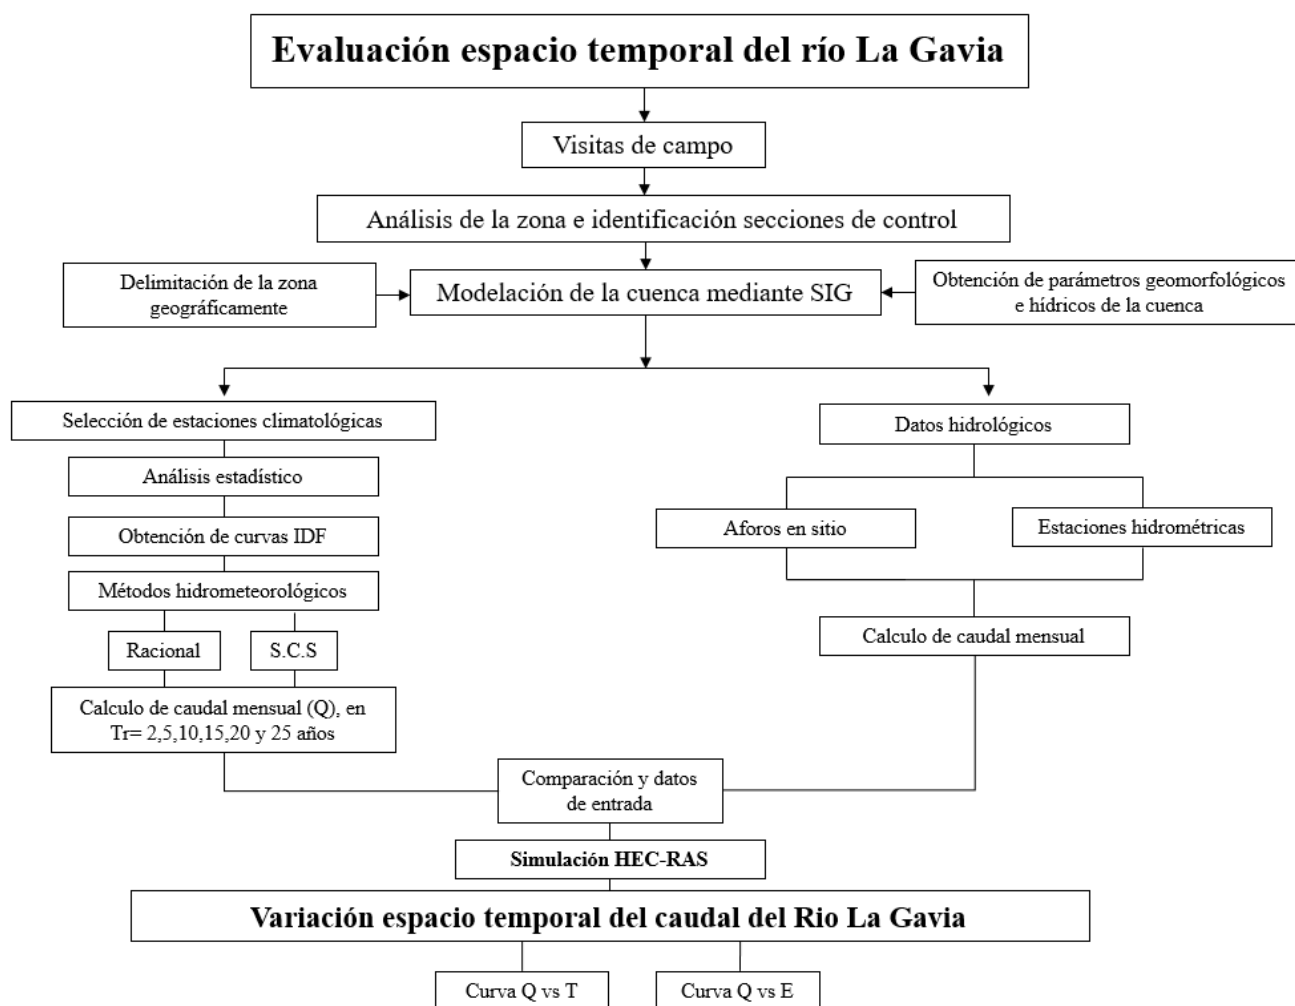 Evaluación espacio temporal del río La Gavia
Visitas de campo
Análisis de la zona e identificación secciones de control
Delimitación de la zona
geográficamente
Modelación de la cuenca mediante SIG
Obtención de parámetros geomorfológicos
e hídricos de la cuenca
Selección de estaciones climatológicas
Análisis estadístico
Obtención de curvas IDF
Métodos hidrometeorológicos
Racional
S.C.S
Calculo de caudal mensual (Q), en
Tr= 2,5,10,15,20 y 25 años
Datos hidrológicos
Aforos en sitio
Estaciones hidrométricas
Calculo de caudal mensual
Comparación y datos
de entrada
Simulación HEC-RAS
Variación espacio temporal del caudal del Rio La Gavia
Curva Q vs T
Curva Q vs E